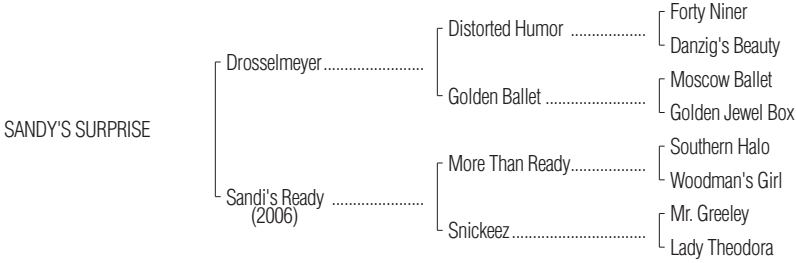 Forty Niner
Distorted Humor ...................
Danzig's Beauty
Drosselmeyer.........................
Moscow Ballet
Golden Ballet .........................
Golden Jewel Box
SANDY'S SURPRISE
Southern Halo
More Than Ready...................
Woodman's Girl
Sandi's Ready .......................
(2006)
Mr. Greeley
Snickeez.................................
Lady Theodora